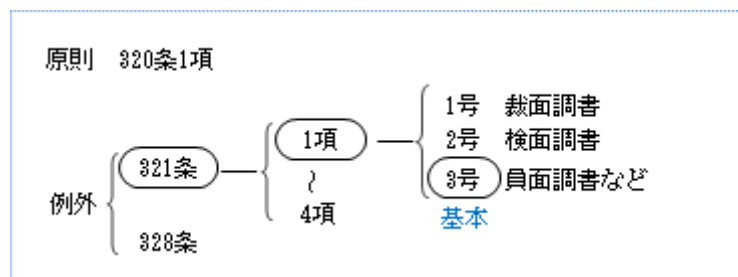 原則 320条1項
例外
321条
328条
1項
～
4項
1号 裁面調書
2号 検面調書
3号 員面調書など
基本